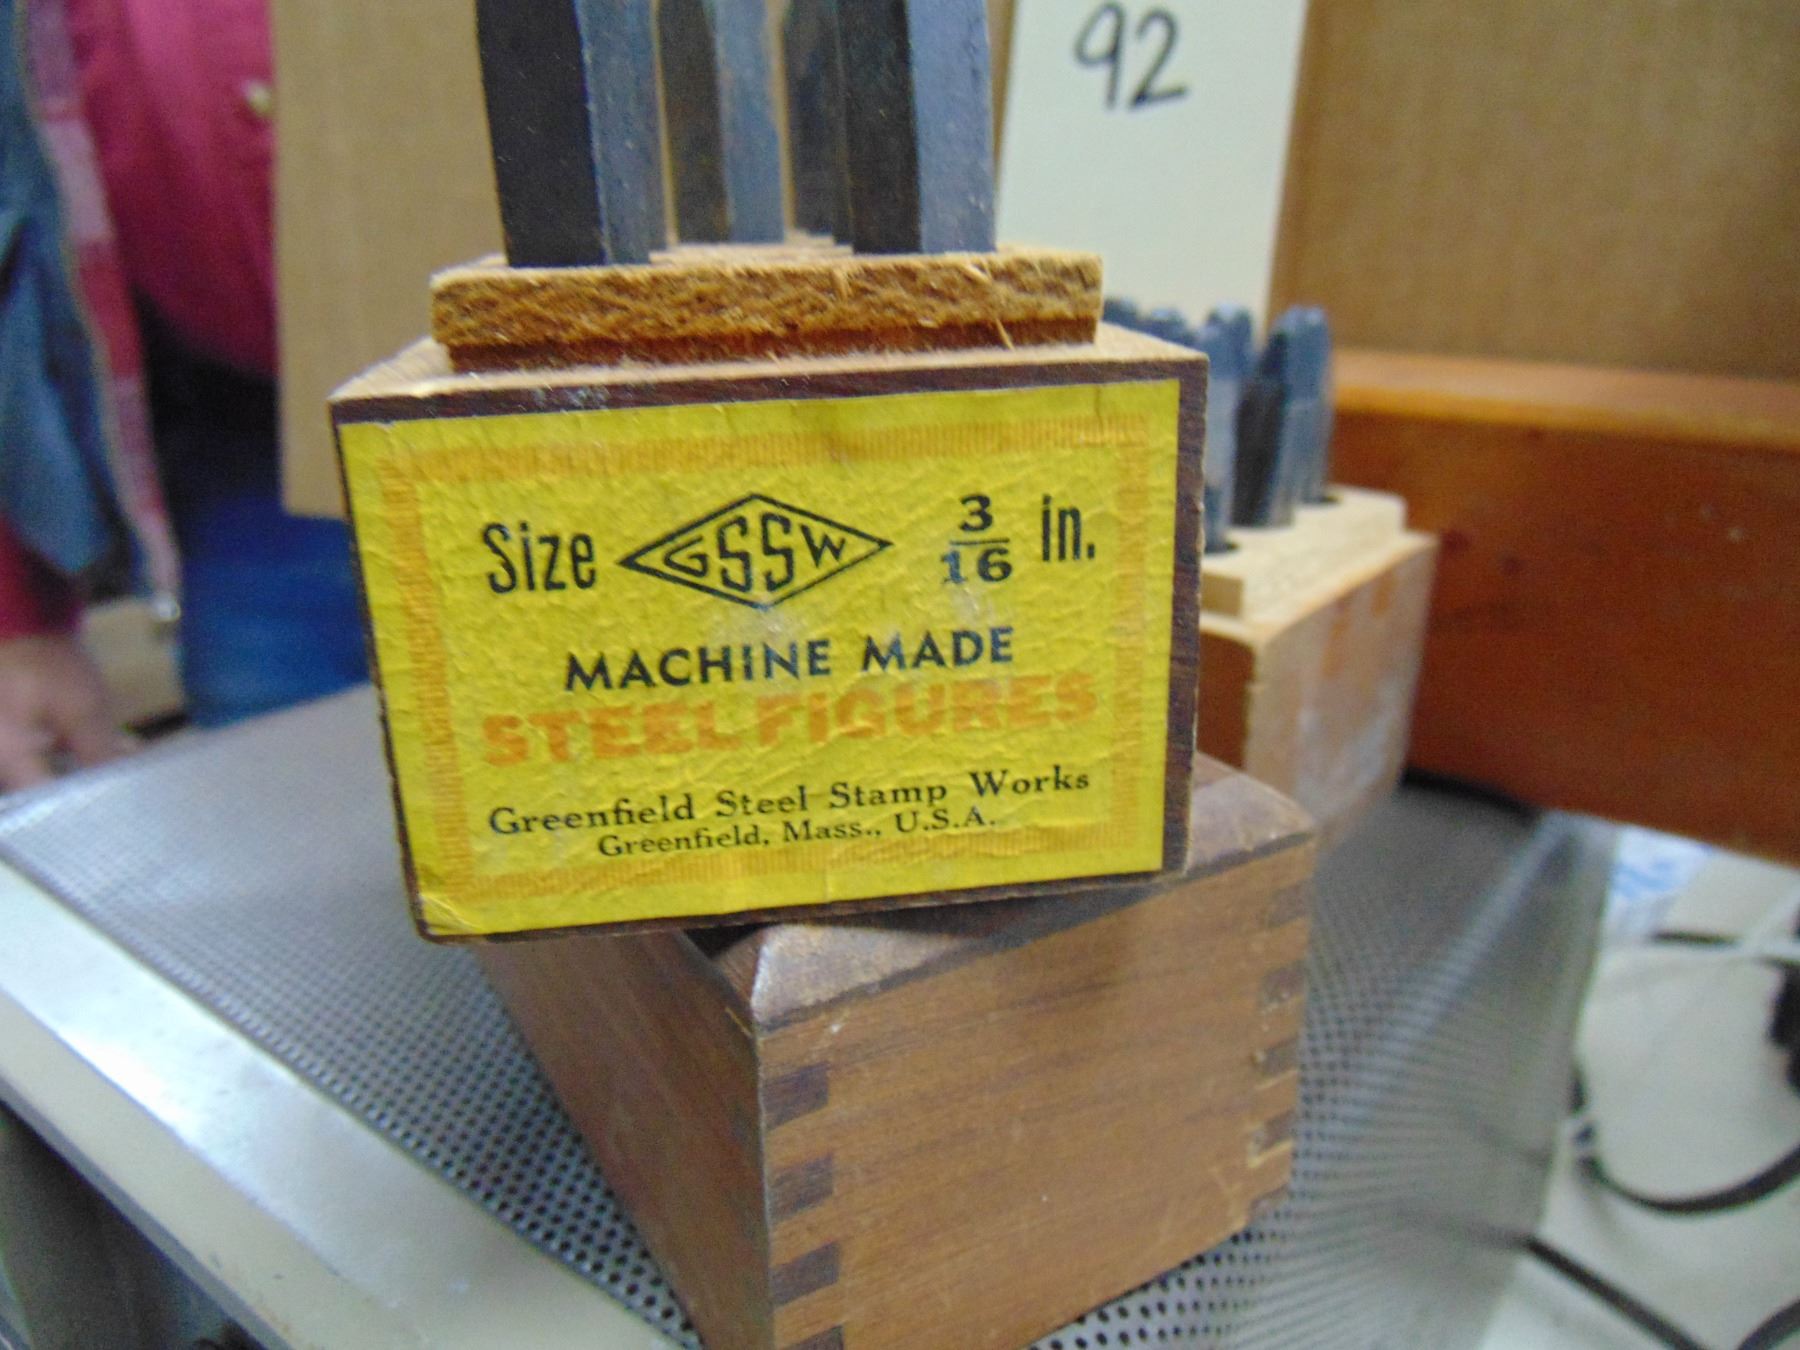 92
Size GSSW 3/16 in.
MACHINE MADE
STEEL FIGURES
Greenfield Steel Stamp Works
Greenfield, Mass., U.S.A.